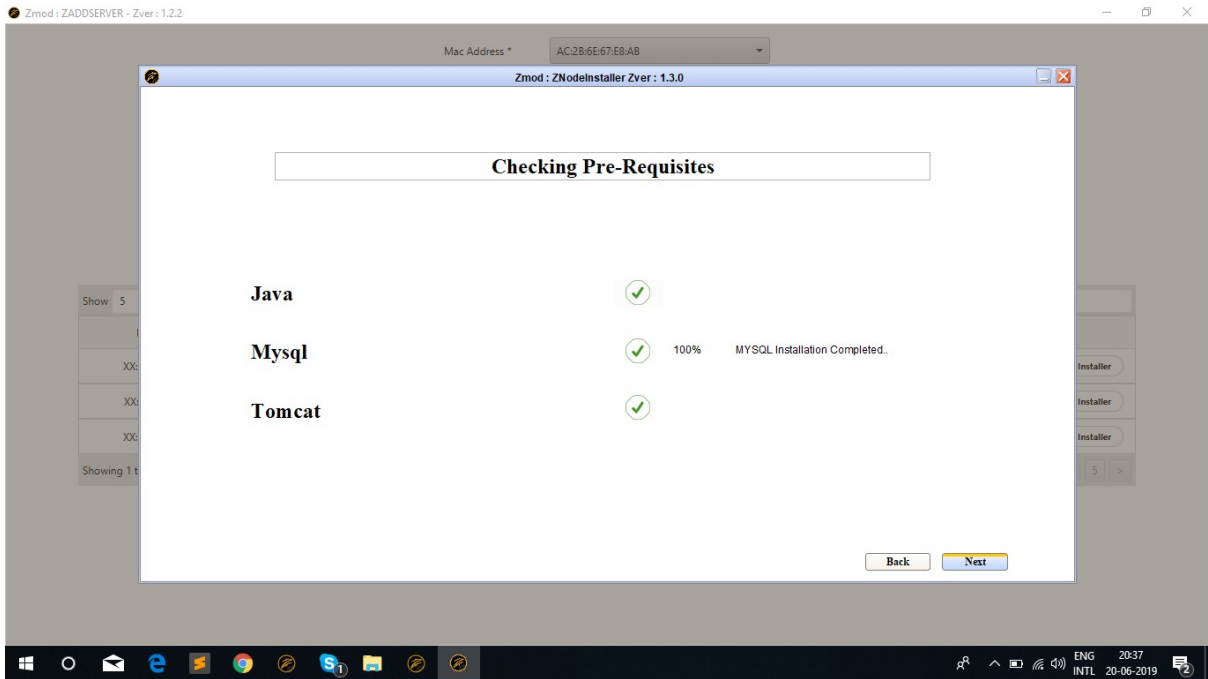 Zmod : ZADDSERVER - Zver : 1.2.2
Mac Address * AC:2B:6E:67:E8:AB
Zmod : ZNodeInstaller Zver : 1.3.0
Checking Pre-Requisites
Java
Show 5
Mysql 100% MYSQL Installation Completed..
XX: Installer
XX: Installer
Tomcat
XX: Installer
Showing 1 t 5 >
Back Next
S 1
ENG 20:37
INTL 20-06-2019 2